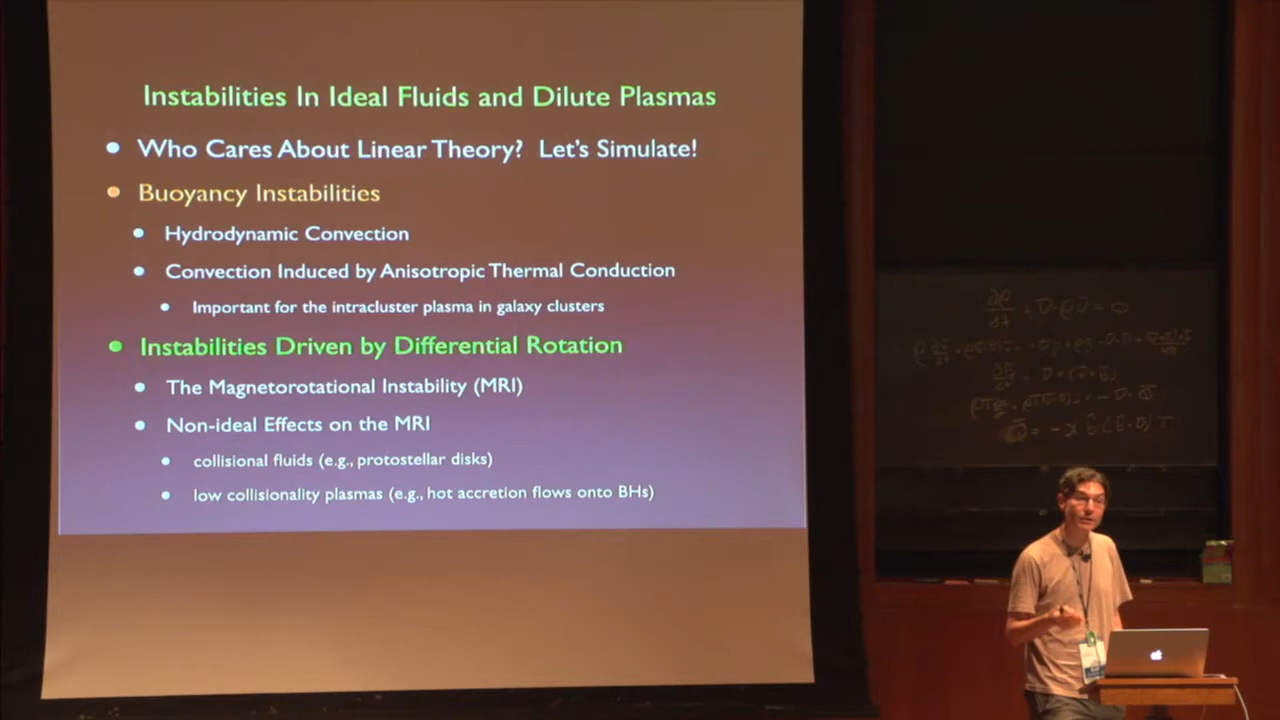 Instabilities In Ideal Fluids and Dilute Plasmas
Who Cares About Linear Theory? Let's Simulate!
Buoyancy Instabilities
Hydrodynamic Convection
Convection Induced by Anisotropic Thermal Conduction
Important for the intracluster plasma in galaxy clusters
Instabilities Driven by Differential Rotation
The Magnetorotational Instability (MRI)
Non-ideal Effects on the MRI
collisional fluids (e.g., protostellar disks)
low collisionality plasmas (e.g., hot accretion flows onto BHs)